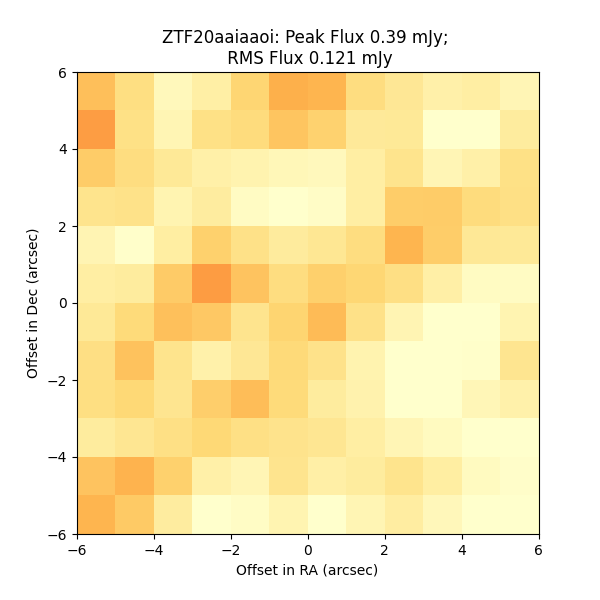 ZTF20aaiaaoi: Peak Flux 0.39 mJy;
RMS Flux 0.121 mJy
6
4
2
0
−2
−4
−6
Offset in Dec (arcsec)
−6 −4 −2 0 2 4 6
Offset in RA (arcsec)